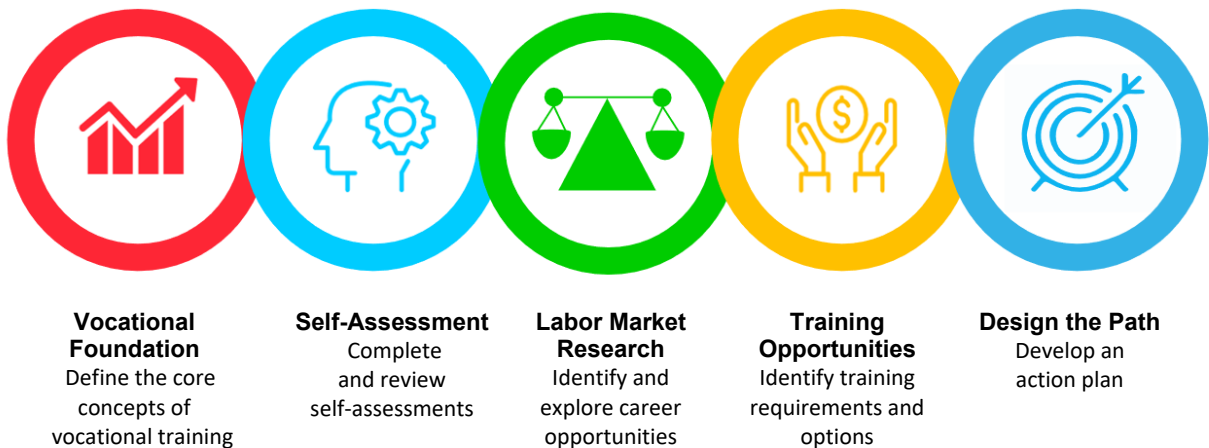 Vocational
Foundation
Define the core
concepts of
vocational training
Self-Assessment
Complete
and review
self-assessments
Labor Market
Research
Identify and
explore career
opportunities
Training
Opportunities
Identify training
requirements and
options
Design the Path
Develop an
action plan
$